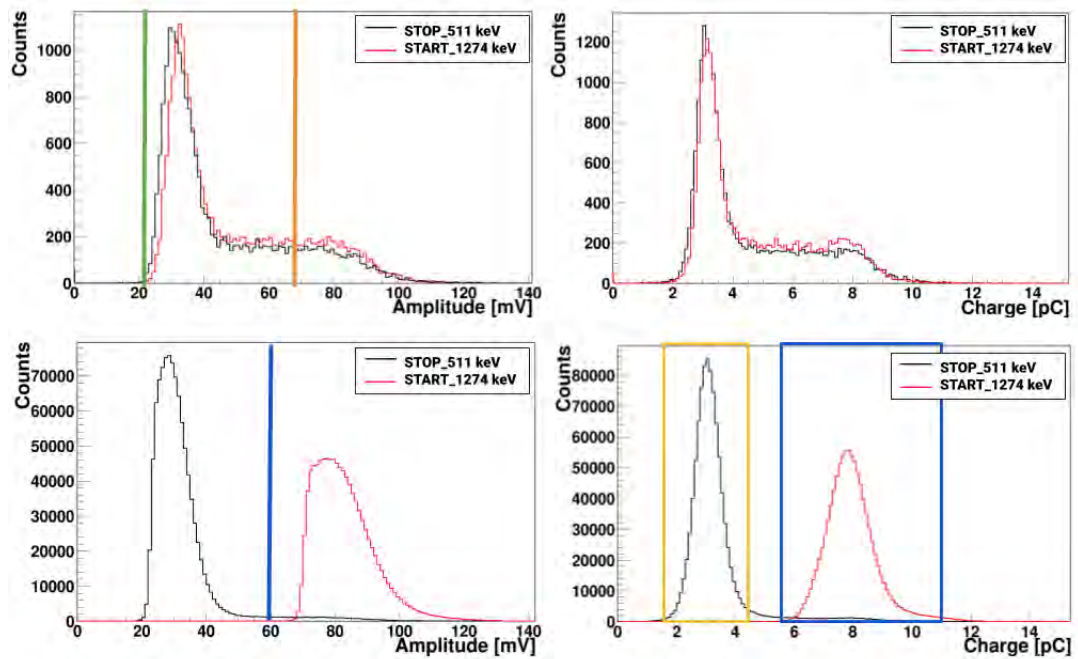 Counts
STOP_511 keV
START_1274 keV
1000
800
600
400
200
0
0 20 40 60 80 100 120 140
Amplitude [mV]
Counts
STOP_511 keV
START_1274 keV
1200
1000
800
600
400
200
0
0 2 4 6 8 10 12 14
Charge [pC]
Counts
STOP_511 keV
START_1274 keV
70000
60000
50000
40000
30000
20000
10000
0
0 20 40 60 80 100 120 140
Amplitude [mV]
Counts
STOP_511 keV
START_1274 keV
80000
70000
60000
50000
40000
30000
20000
10000
0
0 2 4 6 8 10 12 14
Charge [pC]